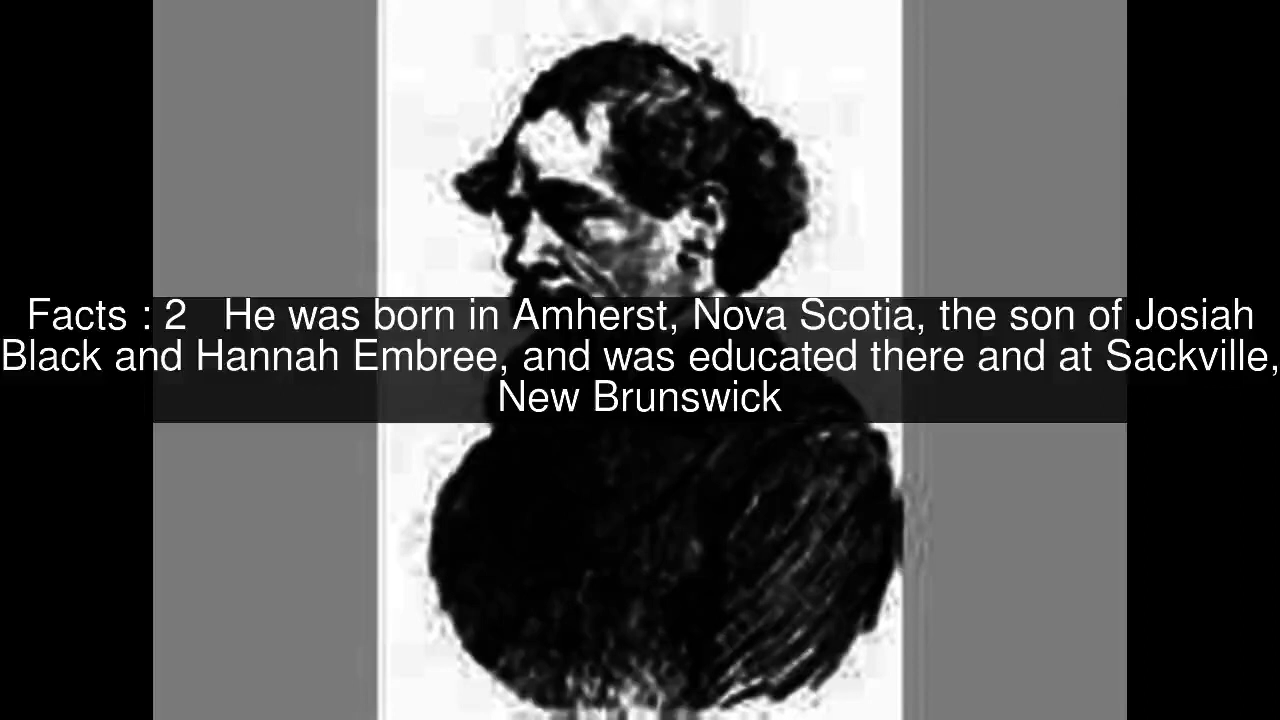 Facts : 2   He was born in Amherst, Nova Scotia, the son of Josiah
Black and Hannah Embree, and was educated there and at Sackville,
New Brunswick